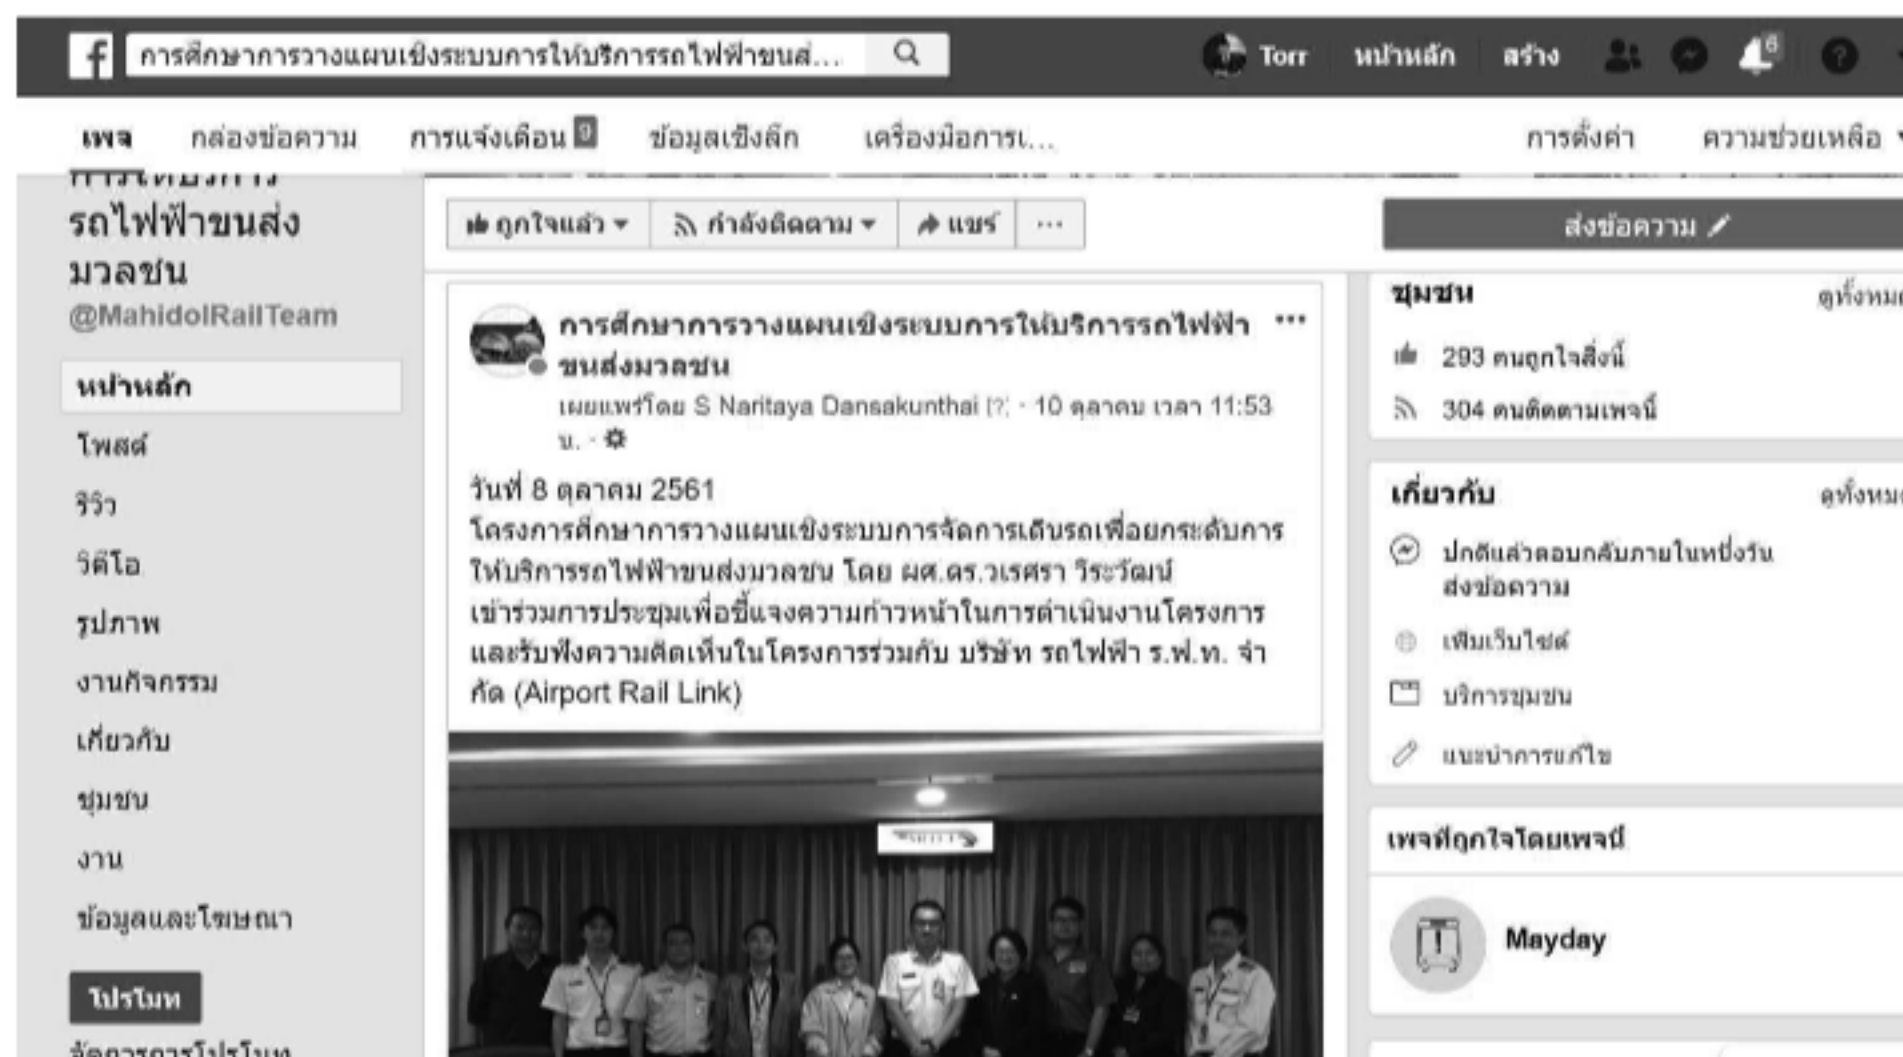 การศึกษาการวางแผนเชิงระบบการให้บริการรถไฟฟ้าขนส่...
Torr
หน้าหลัก
สร้าง
6
เพจ
กล่องข้อความ
การแจ้งเตือน 9
ข้อมูลเชิงลึก
เครื่องมือการเ...
การตั้งค่า
ความช่วยเหลือ
รถไฟฟ้าขนส่ง
มวลชน
@MahidolRailTeam
หน้าหลัก
โพสต์
รีวิว
วิดีโอ
รูปภาพ
งานกิจกรรม
เกี่ยวกับ
ชุมชน
งาน
ข้อมูลและโฆษณา
โปรโมท
จัดการการโปรโมท
ถูกใจแล้ว
กำลังติดตาม
แชร์
...
ส่งข้อความ
การศึกษาการวางแผนเชิงระบบการให้บริการรถไฟฟ้า
ขนส่งมวลชน
เผยแพร่โดย S Naritaya Dansakunthai [?] · 10 ตุลาคม เวลา 11:53
น. ·
วันที่ 8 ตุลาคม 2561
โครงการศึกษาการวางแผนเชิงระบบการจัดการเดินรถเพื่อยกระดับการ
ให้บริการรถไฟฟ้าขนส่งมวลชน โดย ผศ.ดร.วเรศรา วีระวัฒน์
เข้าร่วมการประชุมเพื่อชี้แจงความก้าวหน้าในการดำเนินงานโครงการ
และรับฟังความคิดเห็นในโครงการร่วมกับ บริษัท รถไฟฟ้า ร.ฟ.ท. จำ
กัด (Airport Rail Link)
ชุมชน
ดูทั้งหมด
293 คนถูกใจสิ่งนี้
304 คนติดตามเพจนี้
เกี่ยวกับ
ดูทั้งหมด
ปกติแล้วตอบกลับภายในหนึ่งวัน
ส่งข้อความ
เพิ่มเว็บไซต์
บริการชุมชน
แนะนำการแก้ไข
เพจที่ถูกใจโดยเพจนี้
Mayday